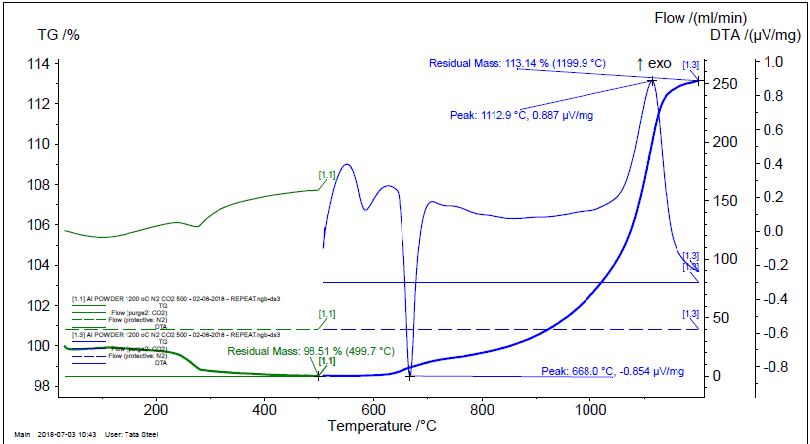 Flow /(ml/min)
TG /%
DTA /(µV/mg)
114
112
110
108
106
104
102
100
98
Residual Mass: 113.14 % (1199.9 °C)
↑ exo
[1.3]
Peak: 1112.9 °C, 0.887 µV/mg
[1.1]
[1.3]
[1.3]
[1.1] Al POWDER 1200 oC N2 CO2 500 - 02-08-2018 - REPEAT.ngb-ds3
TG
Flow (purge2: CO2)
Flow (protective: N2)
DTA
[1.1]
[1.3]
[1.3] Al POWDER 1200 oC N2 CO2 500 - 02-08-2018 - REPEAT.ngb-ds3
TG
Flow (purge2: CO2)
Flow (protective: N2)
DTA
Residual Mass: 98.51 % (499.7 °C)
[1.1]
Peak: 668.0 °C, -0.854 µV/mg
250
200
150
100
50
0
1.0
0.8
0.6
0.4
0.2
0.0
-0.2
-0.4
-0.6
-0.8
200
400
600
800
1000
Temperature /°C
Main 2018-07-03 10:43 User: Tata Steel